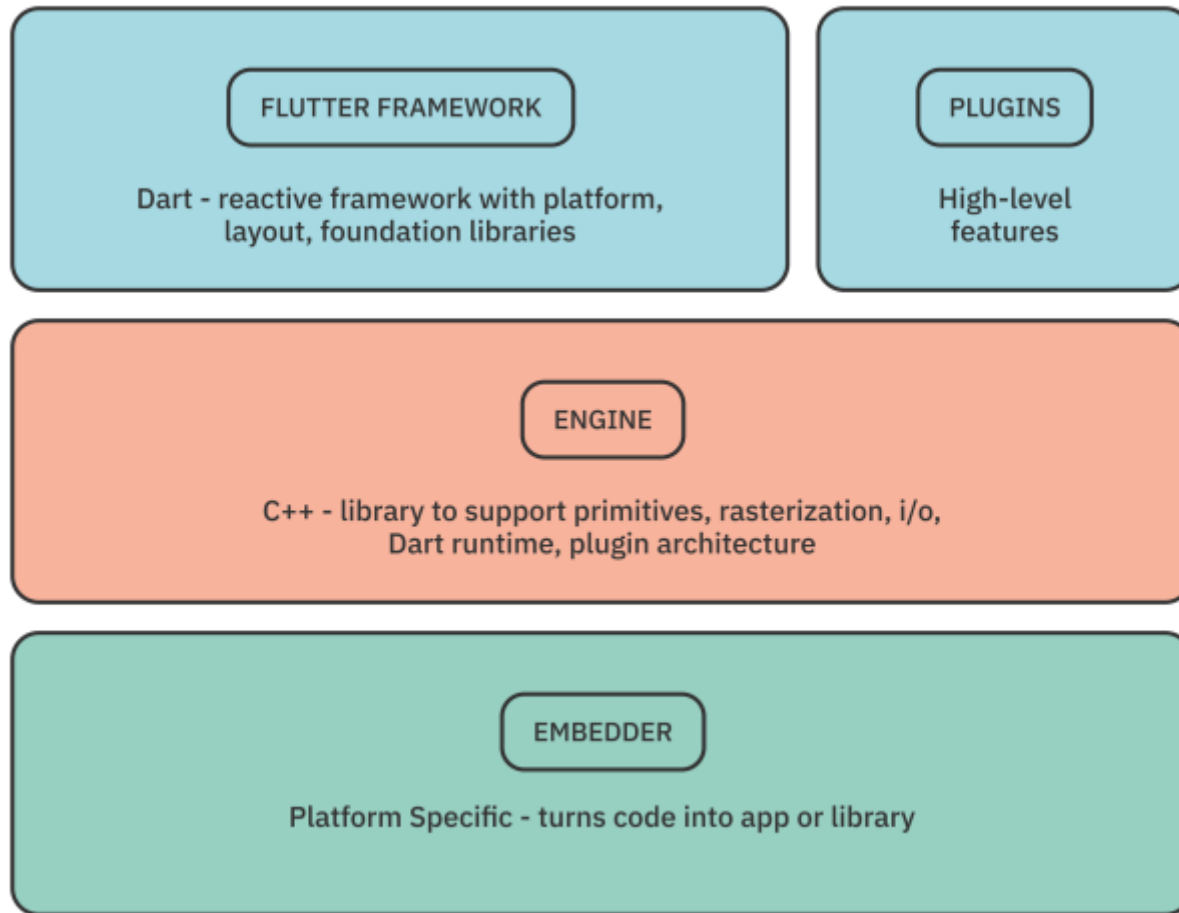 FLUTTER FRAMEWORK
Dart - reactive framework with platform,
layout, foundation libraries
PLUGINS
High-level
features
ENGINE
C++ - library to support primitives, rasterization, i/o,
Dart runtime, plugin architecture
EMBEDDER
Platform Specific - turns code into app or library